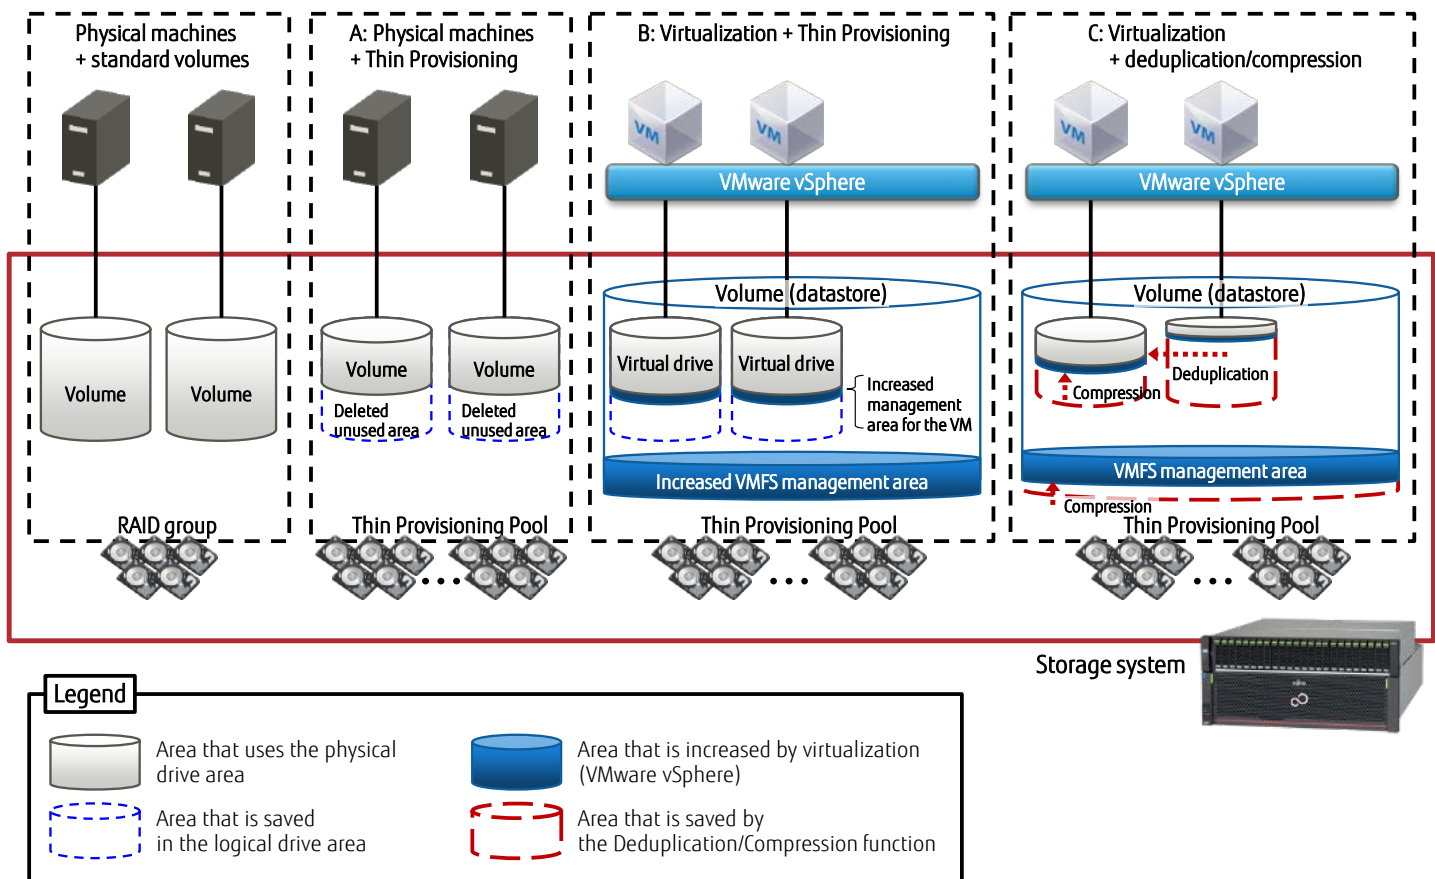 Physical machines
+ standard volumes
A: Physical machines
+ Thin Provisioning
B: Virtualization + Thin Provisioning
C: Virtualization
+ deduplication/compression
VM
VM
VM
VM
VMware vSphere
VMware vSphere
Volume (datastore)
Volume (datastore)
Volume
Volume
Volume
Volume
Deleted
unused area
Deleted
unused area
Virtual drive
Virtual drive
Increased
management
area for the VM
Increased VMFS management area
Deduplication
Compression
VMFS management area
Compression
RAID group
Thin Provisioning Pool
Thin Provisioning Pool
Thin Provisioning Pool
Storage system
Legend
Area that uses the physical
drive area
Area that is increased by virtualization
(VMware vSphere)
Area that is saved
in the logical drive area
Area that is saved by
the Deduplication/Compression function